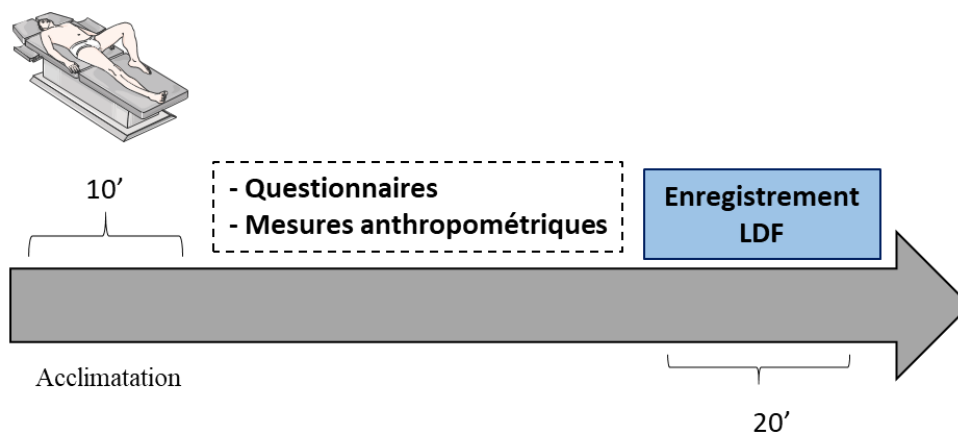 10’
- Questionnaires
- Mesures anthropométriques
Enregistrement
LDF
Acclimatation
20’